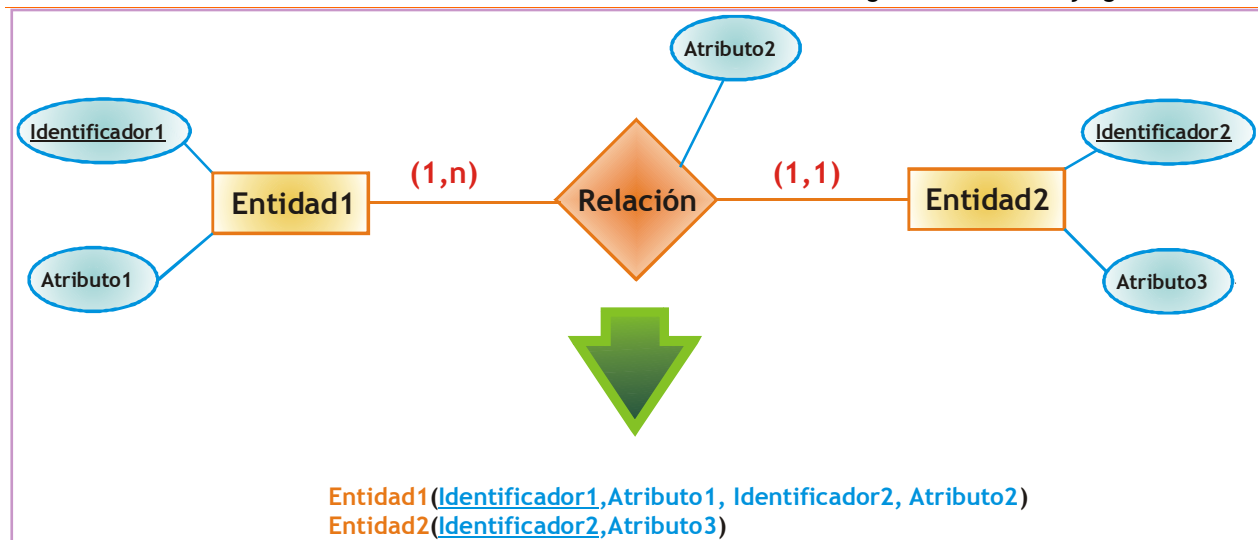 Atributo2
Identificador1
Identificador2
(1,n)
(1,1)
Entidad1
Relación
Entidad2
Atributo1
Atributo3
Entidad1(Identificador1,Atributo1, Identificador2, Atributo2)
Entidad2(Identificador2,Atributo3)